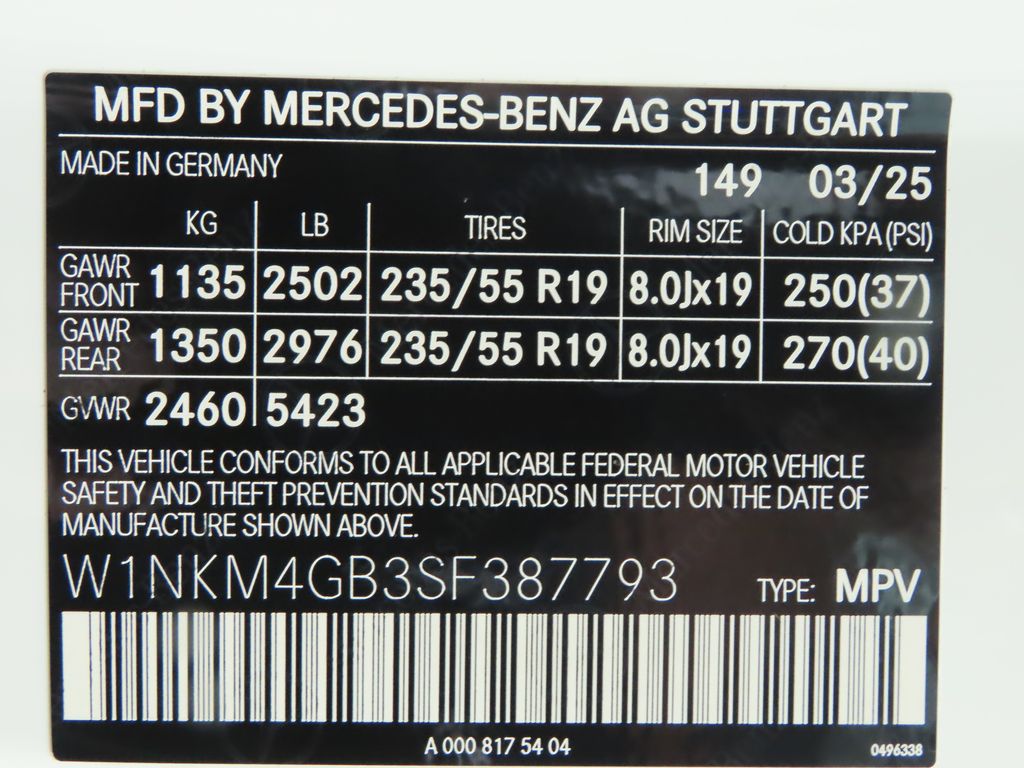 MFD BY MERCEDES-BENZ AG STUTTGART
MADE IN GERMANY 149 03/25
KG LB TIRES RIM SIZE COLD KPA (PSI)
GAWR FRONT 1135 2502 235/55 R19 8.0Jx19 250(37)
GAWR REAR 1350 2976 235/55 R19 8.0Jx19 270(40)
GVWR 2460 5423
THIS VEHICLE CONFORMS TO ALL APPLICABLE FEDERAL MOTOR VEHICLE
SAFETY AND THEFT PREVENTION STANDARDS IN EFFECT ON THE DATE OF
MANUFACTURE SHOWN ABOVE.
W1NKM4GB3SF387793 TYPE: MPV
A 000 817 54 04 0496338